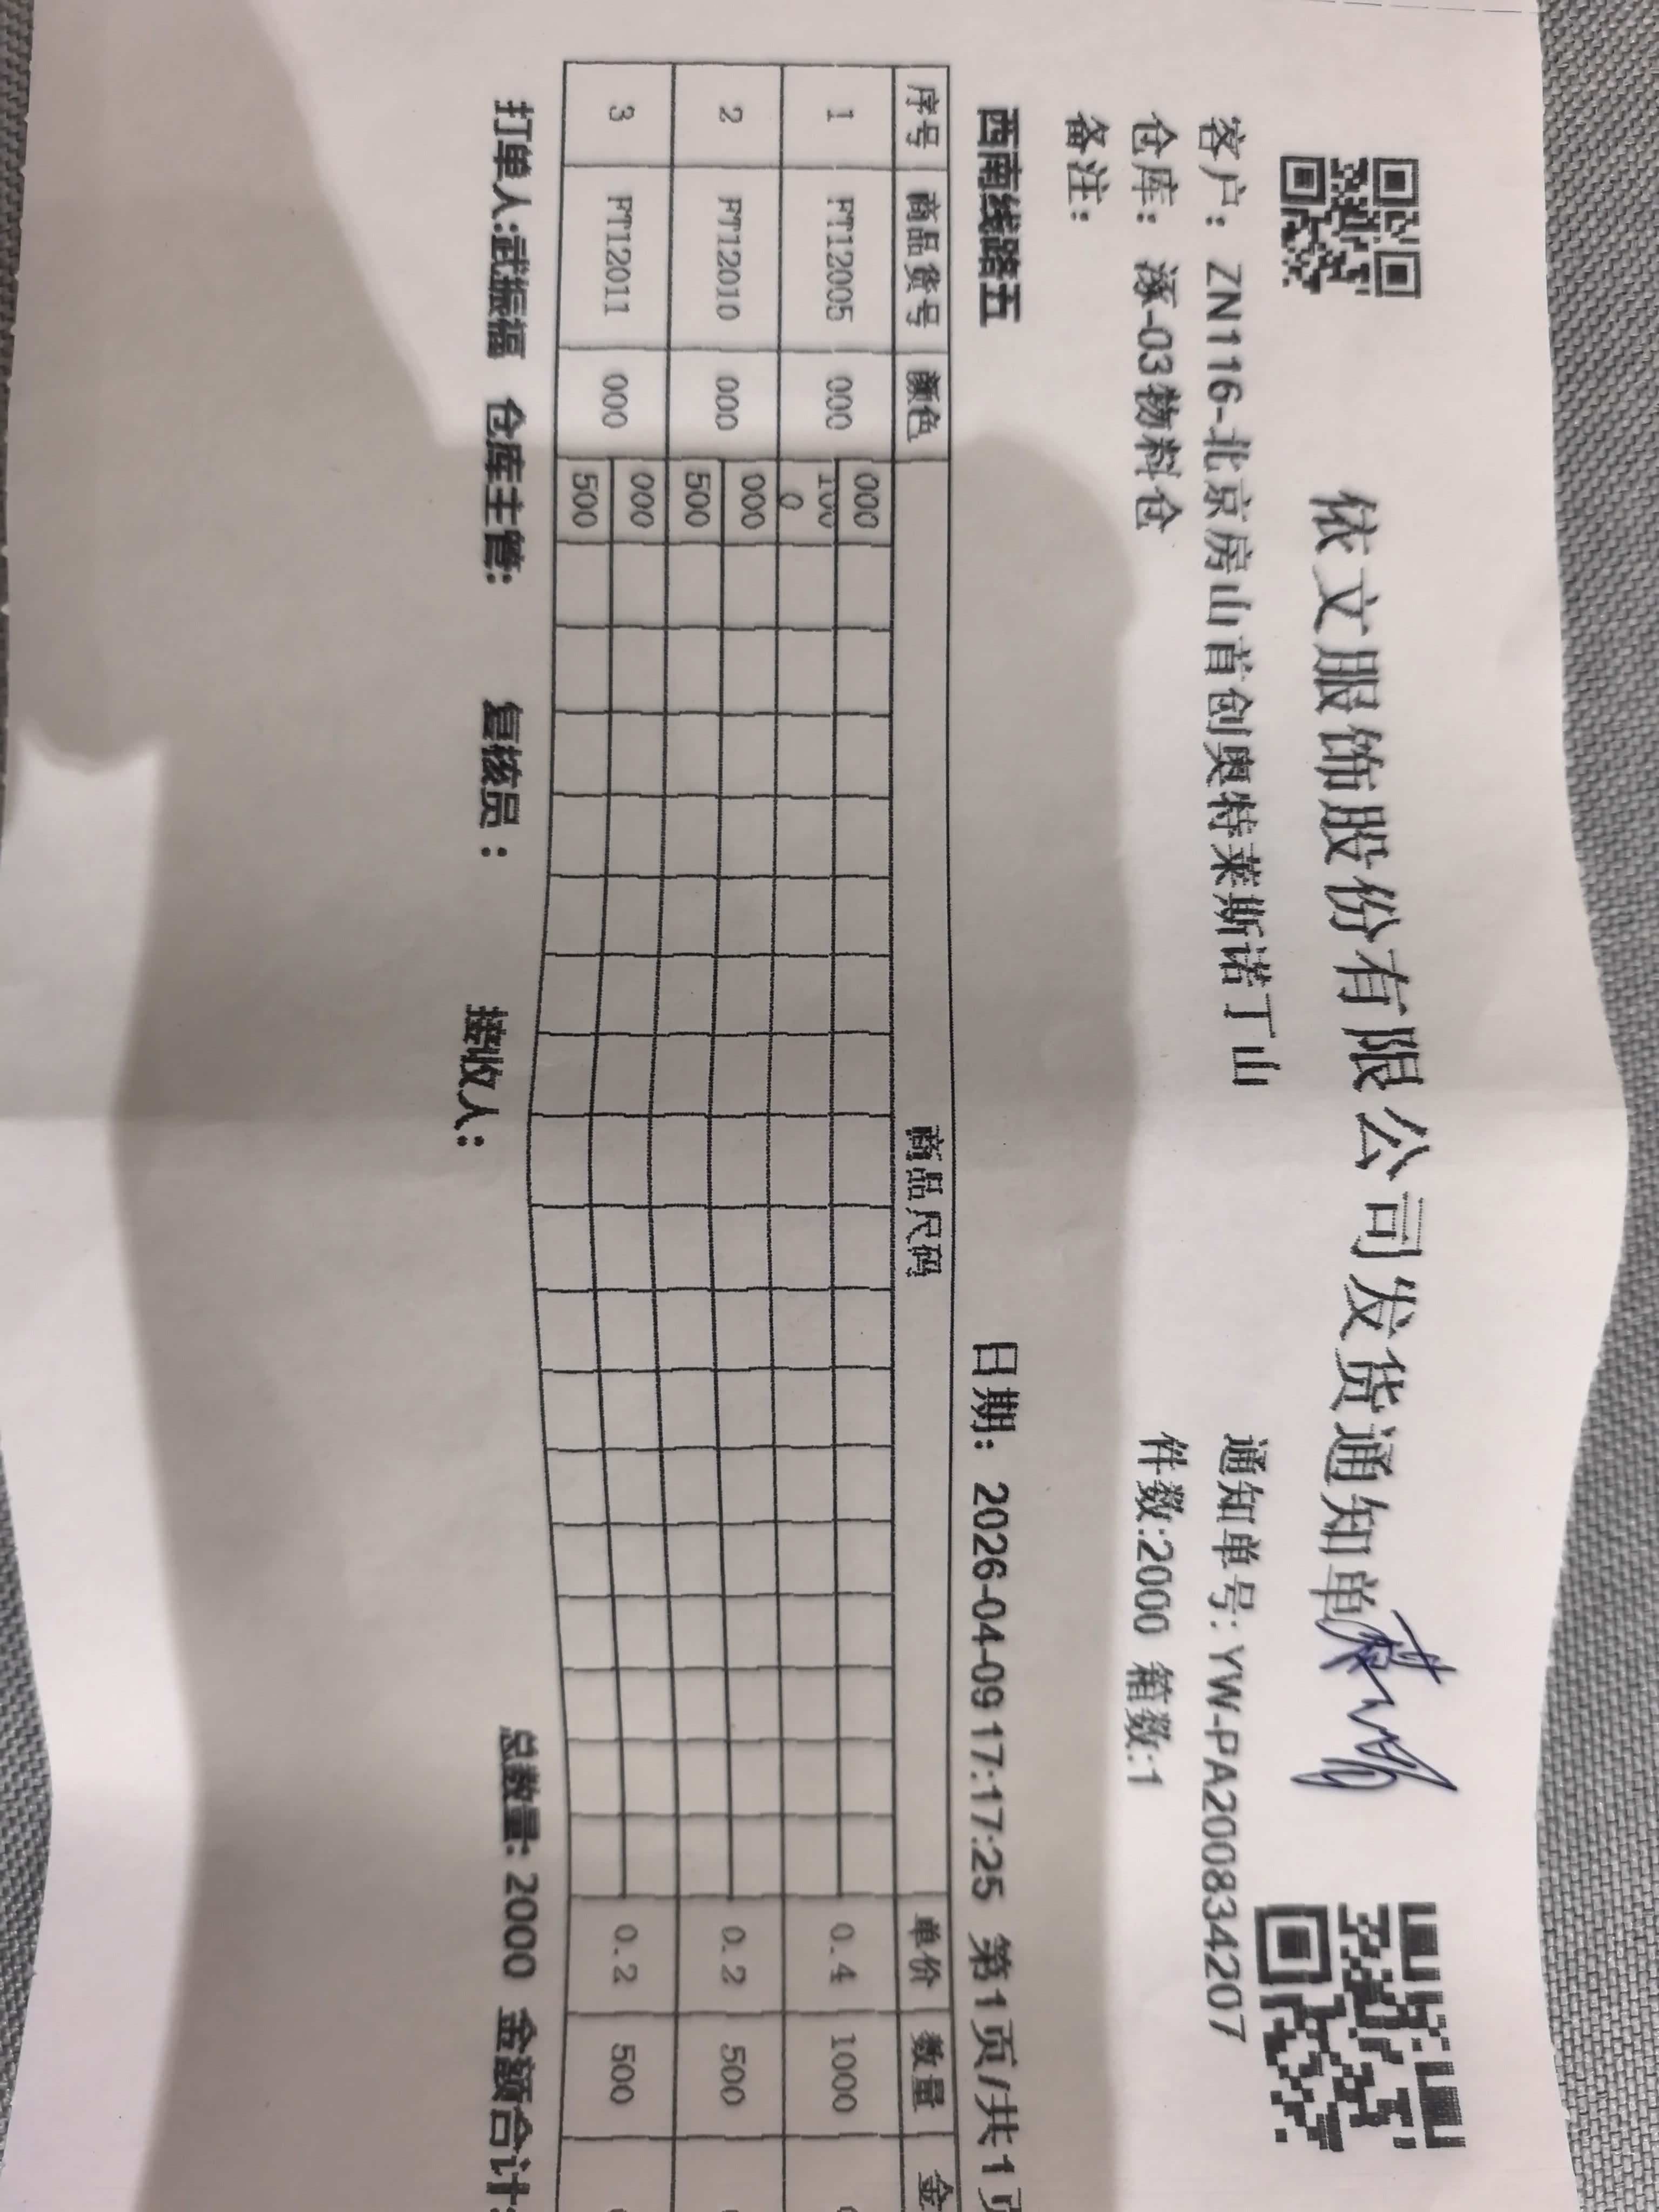 依文服饰股份有限公司发货通知单
客户: ZN116-北京房山首创奥特莱斯诺丁山 通知单号: YW-PA200834207
仓库: 涿-03物料仓 件数:2000 箱数:1
备注:
西南线路五 日期: 2026-04-09 17:17:25 第1页/共1页
序号 商品货号 颜色 商品尺码 单价 数量 金
1 FT12005 000 000 0.4 1000
1000
2 FT12010 000 000 0.2 500
500
3 FT12011 000 000 0.2 500
500
打单人:武振福 仓库主管: 复核员: 接收人: 总数量: 2000 金额合计: